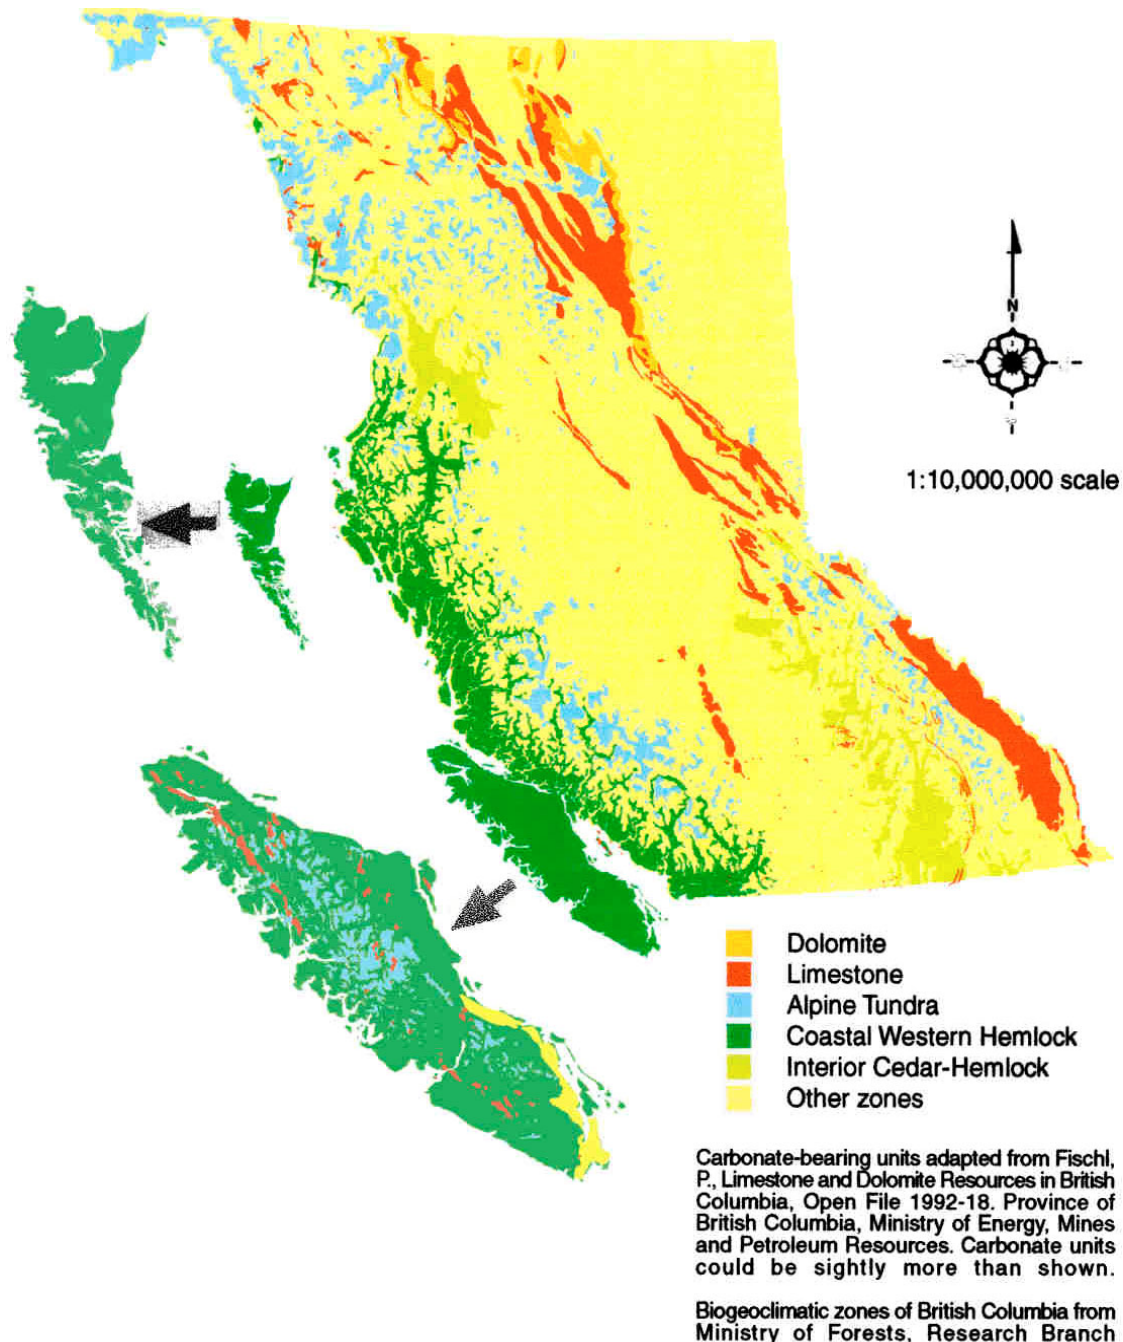 N
1:10,000,000 scale
Dolomite
Limestone
Alpine Tundra
Coastal Western Hemlock
Interior Cedar-Hemlock
Other zones
Carbonate-bearing units adapted from Fischl,
P., Limestone and Dolomite Resources in British
Columbia, Open File 1992-18. Province of
British Columbia, Ministry of Energy, Mines
and Petroleum Resources. Carbonate units
could be sightly more than shown.
Biogeoclimatic zones of British Columbia from
Ministry of Forests, Research Branch